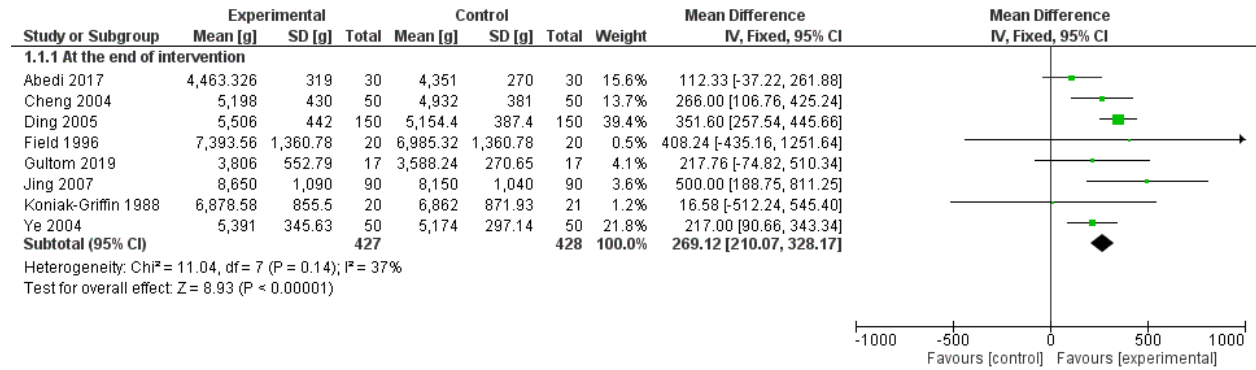 Experimental Control Mean Difference Mean Difference
Study or Subgroup Mean [g] SD [g] Total Mean [g] SD [g] Total Weight IV, Fixed, 95% CI IV, Fixed, 95% CI
1.1.1 At the end of intervention
Abedi 2017 4,463.326 319 30 4,351 270 30 15.6% 112.33 [-37.22, 261.88]
Cheng 2004 5,198 430 50 4,932 381 50 13.7% 266.00 [106.76, 425.24]
Ding 2005 5,506 442 150 5,154.4 387.4 150 39.4% 351.60 [257.54, 445.66]
Field 1996 7,393.56 1,360.78 20 6,985.32 1,360.78 20 0.5% 408.24 [-435.16, 1251.64]
Gultom 2019 3,806 552.79 17 3,588.24 270.65 17 4.1% 217.76 [-74.82, 510.34]
Jing 2007 8,650 1,090 90 8,150 1,040 90 3.6% 500.00 [188.75, 811.25]
Koniak-Griffin 1988 6,878.58 855.5 20 6,862 871.93 21 1.2% 16.58 [-512.24, 545.40]
Ye 2004 5,391 345.63 50 5,174 297.14 50 21.8% 217.00 [90.66, 343.34]
Subtotal (95% CI) 427 428 100.0% 269.12 [210.07, 328.17]
Heterogeneity: Chi² = 11.04, df = 7 (P = 0.14); I² = 37%
Test for overall effect: Z = 8.93 (P < 0.00001)
-1000 -500 0 500 1000
Favours [control] Favours [experimental]